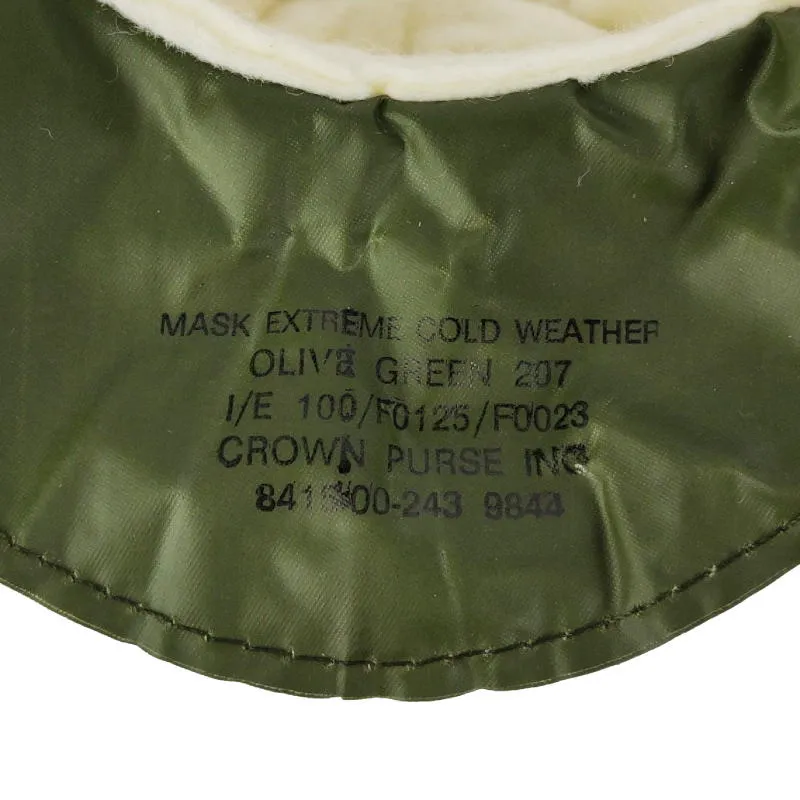 MASK EXTREME COLD WEATHER
OLIVE GREEN 207
I/E 100/F0125/F0023
CROWN PURSE INC
8415-00-243 9844